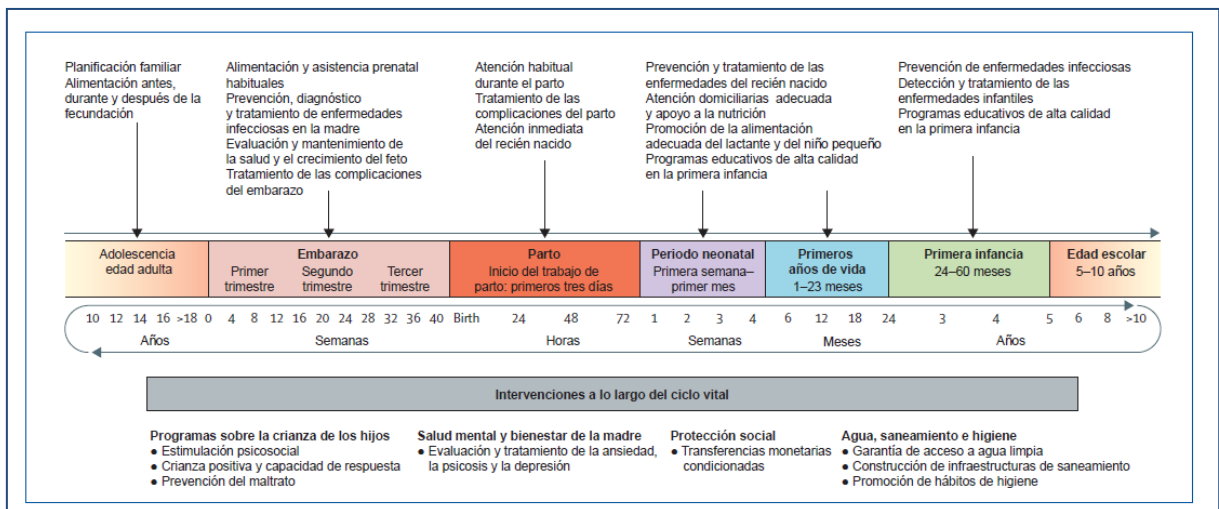 Planificación familiar
Alimentación antes,
durante y después de la
fecundación
Alimentación y asistencia prenatal
habituales
Prevención, diagnóstico
y tratamiento de enfermedades
infecciosas en la madre
Evaluación y mantenimiento de
la salud y el crecimiento del feto
Tratamiento de las complicaciones
del embarazo
Atención habitual
durante el parto
Tratamiento de las
complicaciones del parto
Atención inmediata
del recién nacido
Prevención y tratamiento de las
enfermedades del recién nacido
Atención domiciliarias adecuada
y apoyo a la nutrición
Promoción de la alimentación
adecuada del lactante y del niño pequeño
Programas educativos de alta calidad
en la primera infancia
Prevención de enfermedades infecciosas
Detección y tratamiento de las
enfermedades infantiles
Programas educativos de alta calidad
en la primera infancia
Adolescencia
edad adulta
Embarazo
Primer
trimestre
Segundo
trimestre
Tercer
trimestre
Parto
Inicio del trabajo de
parto: primeros tres días
Periodo neonatal
Primera semana–
primer mes
Primeros
años de vida
1–23 meses
Primera infancia
24–60 meses
Edad escolar
5–10 años
10 12 14 16 >18 0 4 8 12 16 20 24 28 32 36 40 Birth 24 48 72 1 2 3 4 6 12 18 24 3 4 5 6 8 >10
Años Semanas Horas Semanas Meses Años
Intervenciones a lo largo del ciclo vital
Programas sobre la crianza de los hijos
● Estimulación psicosocial
● Crianza positiva y capacidad de respuesta
● Prevención del maltrato
Salud mental y bienestar de la madre
● Evaluación y tratamiento de la ansiedad,
la psicosis y la depresión
Protección social
● Transferencias monetarias
condicionadas
Agua, saneamiento e higiene
● Garantía de acceso a agua limpia
● Construcción de infraestructuras de saneamiento
● Promoción de hábitos de higiene